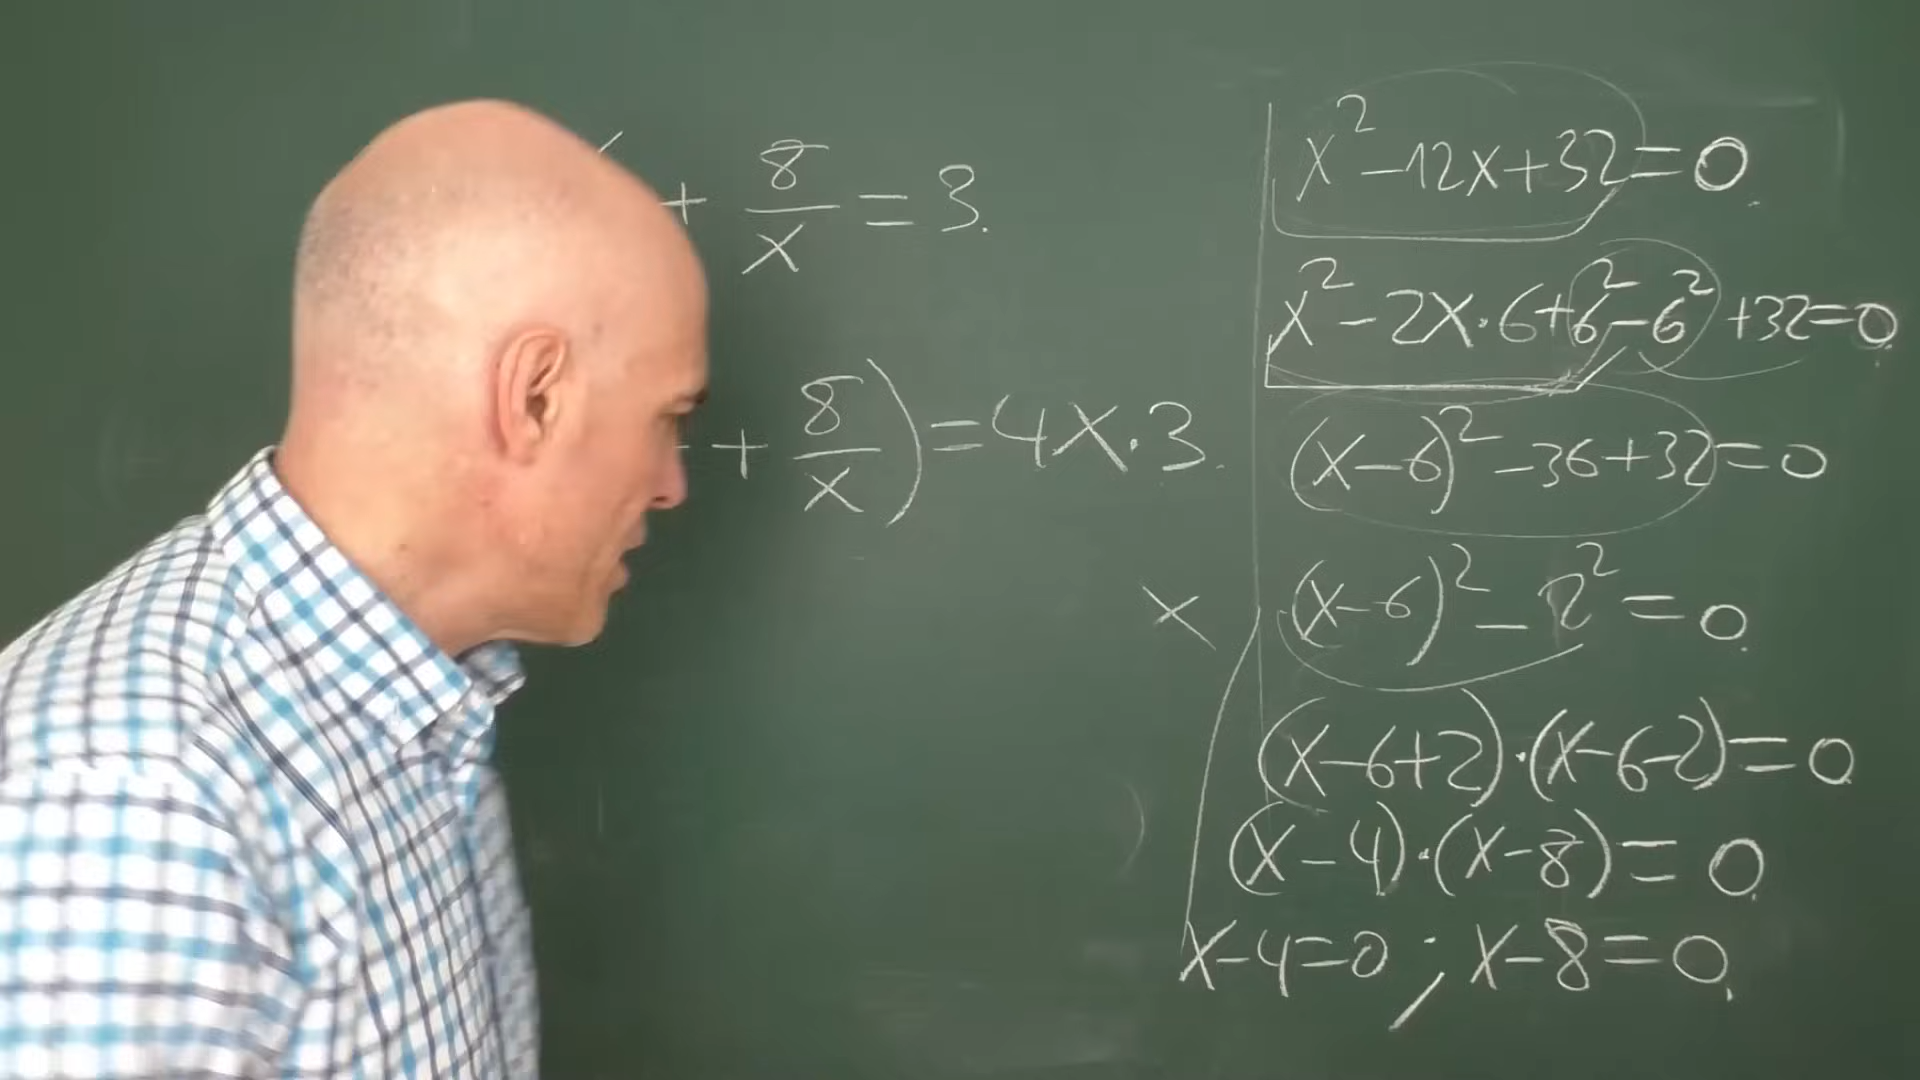 + 8/x = 3.
+ 8/x) = 4x·3.
x
x² - 12x + 32 = 0.
x² - 2x·6 + 6² - 6² + 32 = 0.
(x - 6)² - 36 + 32 = 0
(x - 6)² - 2² = 0.
(x - 6 + 2)·(x - 6 - 2) = 0
(x - 4)·(x - 8) = 0.
x - 4 = 0 ; x - 8 = 0.